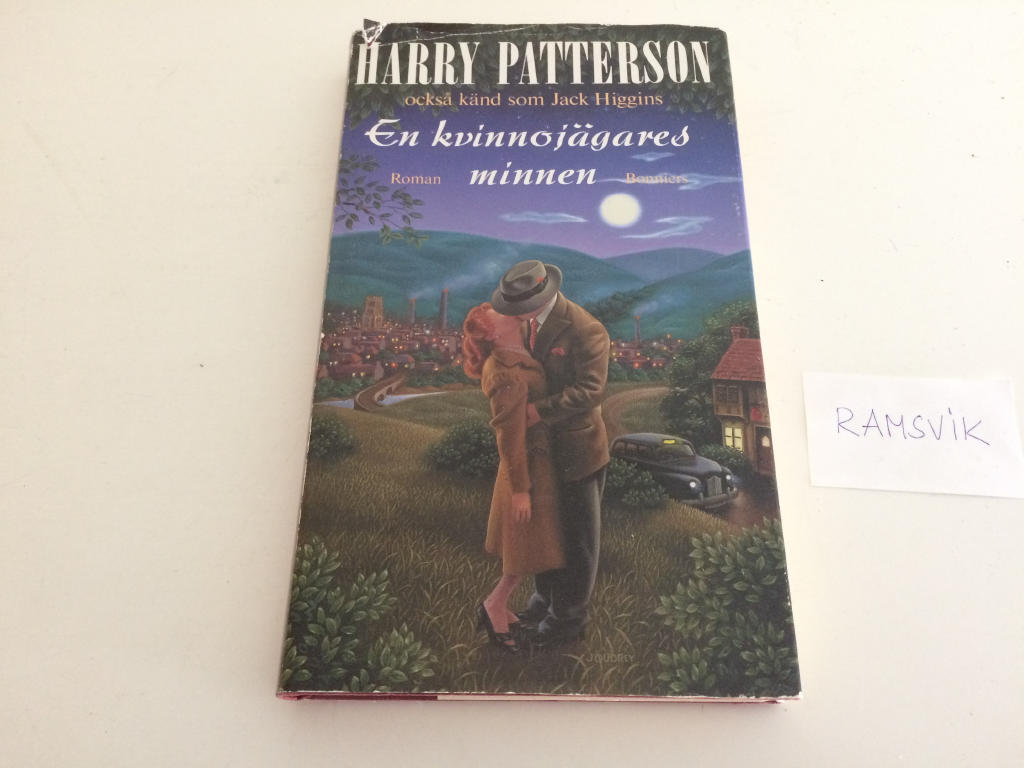 HARRY PATTERSON
också känd som Jack Higgins
En kvinnojägares
minnen
Roman
Bonniers
RAMSVIK